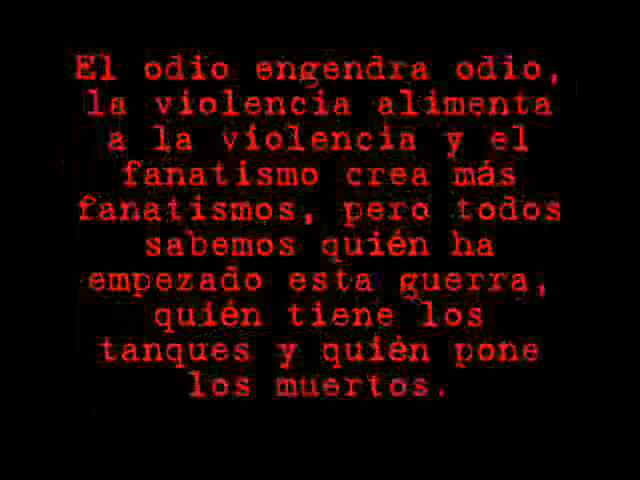 El odio engendra odio,
la violencia alimenta
a la violencia y el
fanatismo crea más
fanatismos, pero todos
sabemos quién ha
empezado esta guerra,
quién tiene los
tanques y quién pone
los muertos.